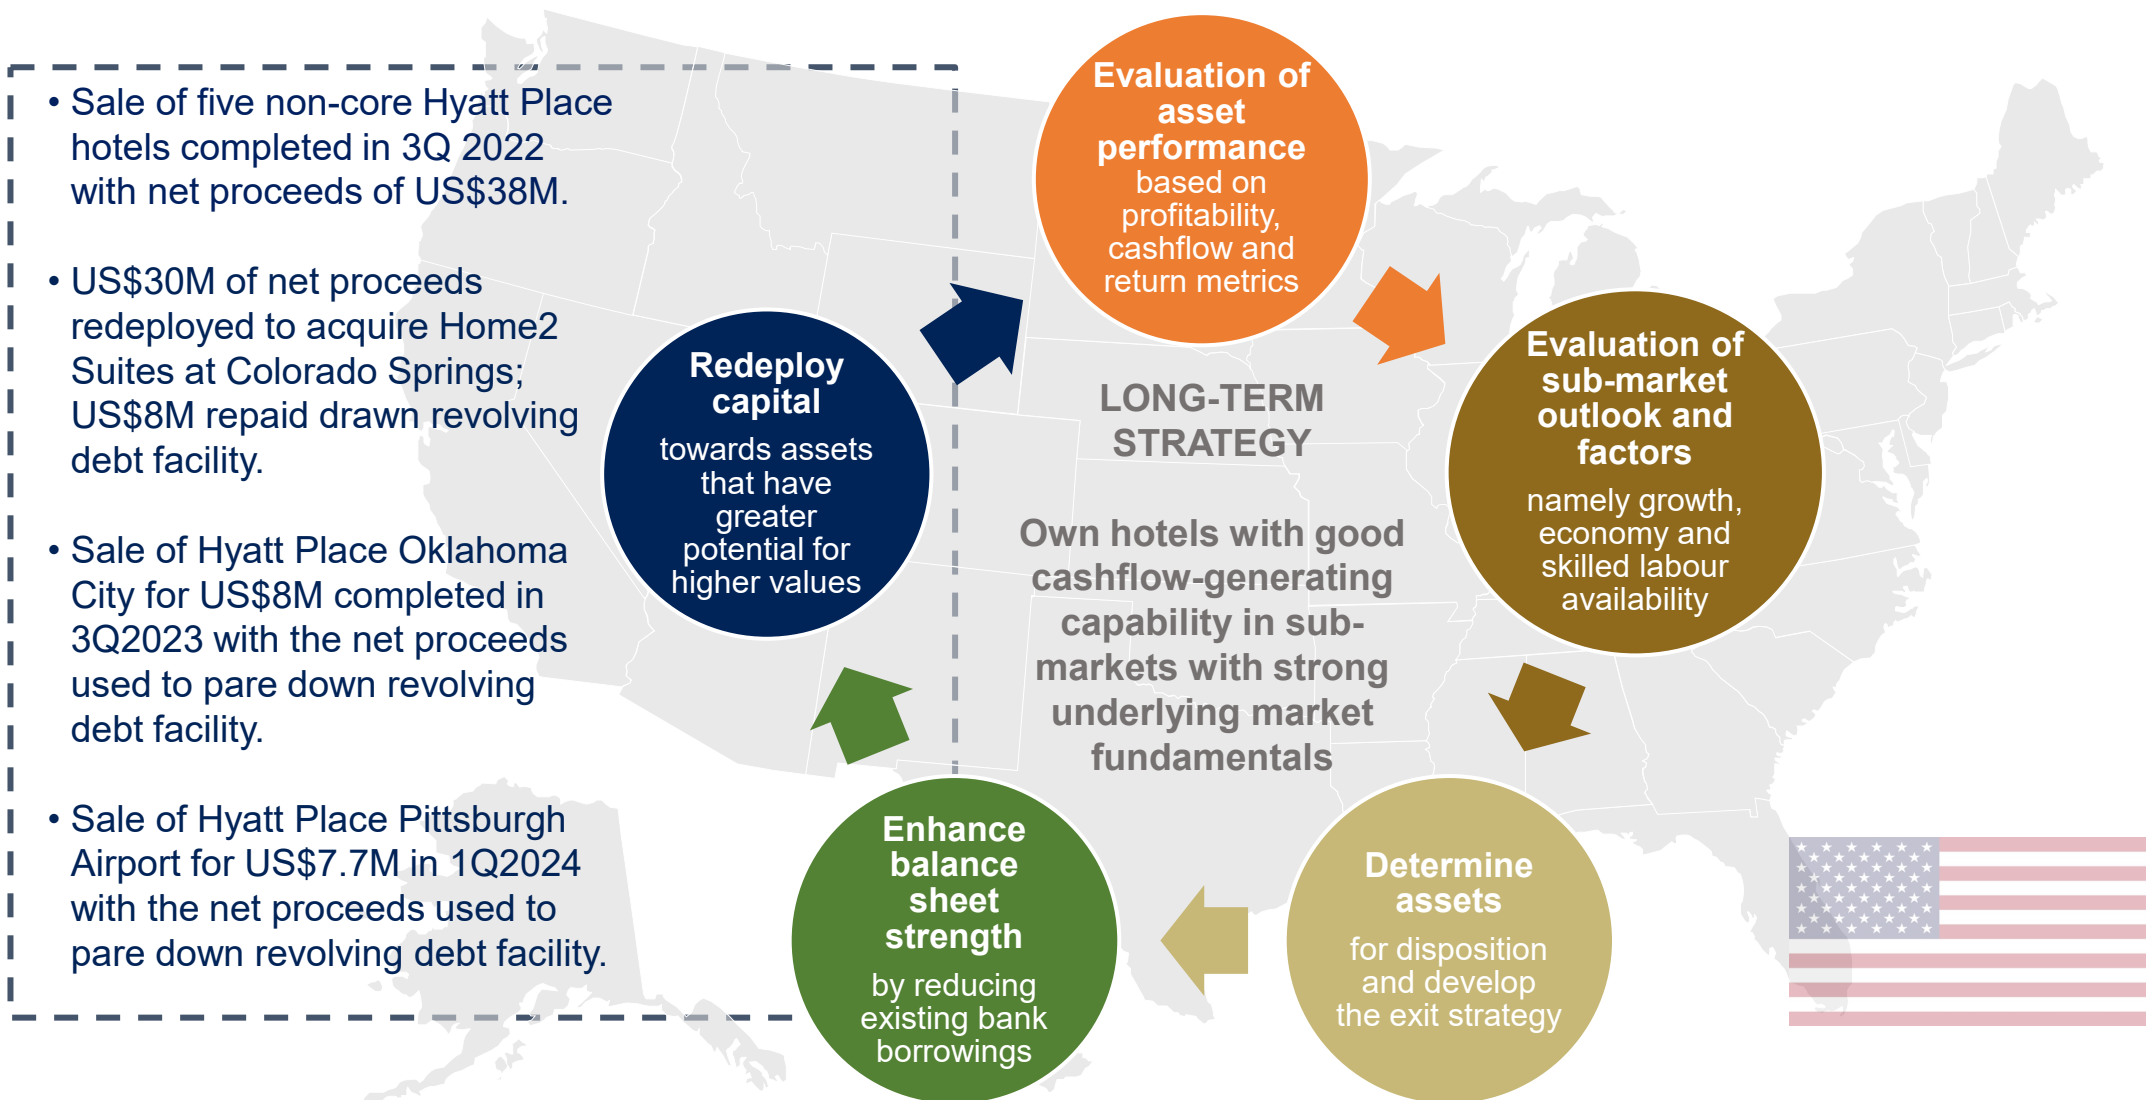 • Sale of five non-core Hyatt Place
hotels completed in 3Q 2022
with net proceeds of US$38M.
• US$30M of net proceeds
redeployed to acquire Home2
Suites at Colorado Springs;
US$8M repaid drawn revolving
debt facility.
• Sale of Hyatt Place Oklahoma
City for US$8M completed in
3Q2023 with the net proceeds
used to pare down revolving
debt facility.
• Sale of Hyatt Place Pittsburgh
Airport for US$7.7M in 1Q2024
with the net proceeds used to
pare down revolving debt facility.
Evaluation of
asset
performance
based on
profitability,
cashflow and
return metrics
Evaluation of
sub-market
outlook and
factors
namely growth,
economy and
skilled labour
availability
Determine
assets
for disposition
and develop
the exit strategy
Enhance
balance
sheet
strength
by reducing
existing bank
borrowings
Redeploy
capital
towards assets
that have
greater
potential for
higher values
LONG-TERM
STRATEGY
Own hotels with good
cashflow-generating
capability in sub-
markets with strong
underlying market
fundamentals